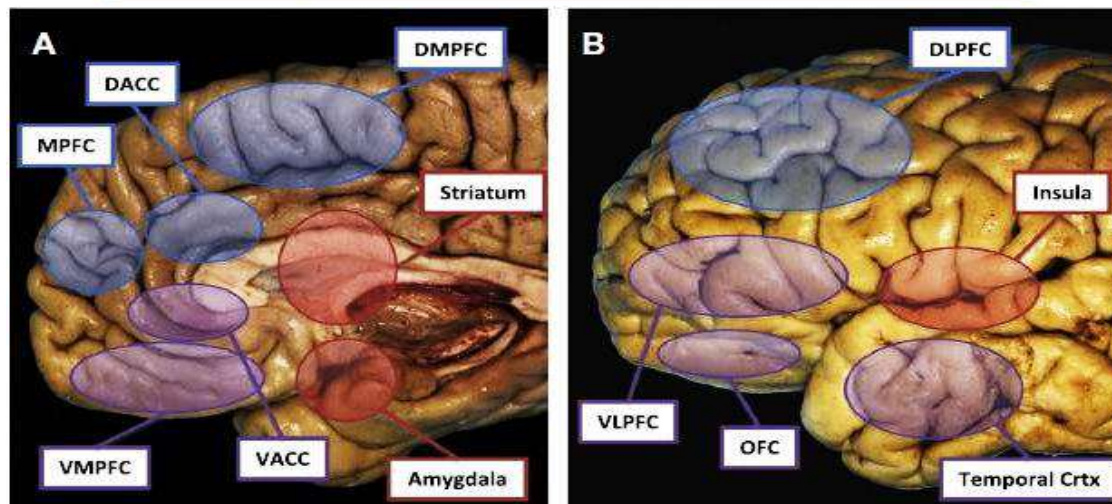 A
DMPFC
DACC
MPFC
Striatum
VMPFC
VACC
Amygdala
B
DLPFC
Insula
VLPFC
OFC
Temporal Crtx